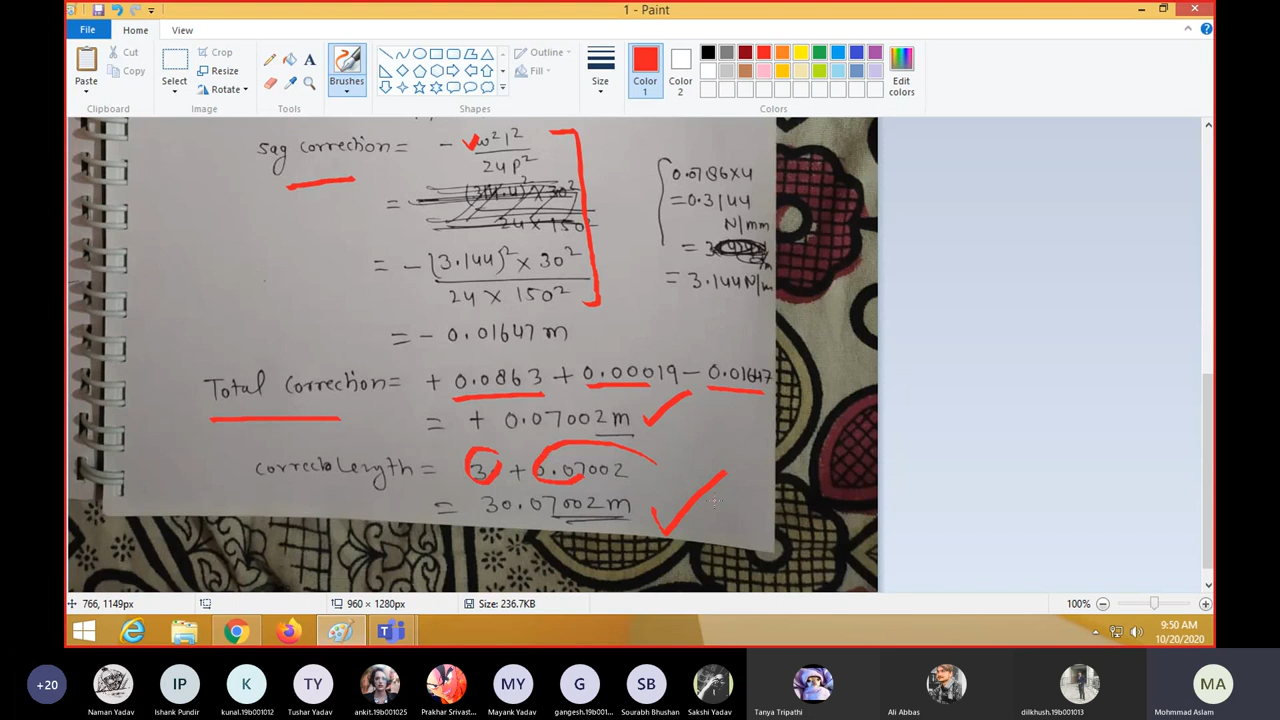 1 - Paint
File Home View
Cut
Copy
Paste
Clipboard
Select
Crop
Resize
Rotate
Image
Tools
Brushes
Shapes
Outline
Fill
Size
Color 1
Color 2
Edit colors
Colors
sag correction = - w²l²
24P²
=
24 x 150²
= - (3.144)² x 30²
24 x 150²
= - 0.01647 m
0.0786x4
= 0.3144
N/mm
= 3.144N/m
Total correction = + 0.0863 + 0.00019 - 0.01647
= + 0.07002 m
length = 30 + 0.07002
= 30.07002 m
766, 1149px
960 × 1280px
Size: 236.7KB
100%
9:50 AM
10/20/2020
+20
IP
K
TY
MY
G
SB
MA
Naman Yadav
Ishank Pundir
kunal.19b001012
Tushar Yadav
ankit.19b001025
Prakhar Srivast...
Mayank Yadav
gangesh.19b001...
Sourabh Bhushan
Sakshi Yadav
Tanya Tripathi
Ali Abbas
dilkhush.19b001013
Mohmmad Aslam